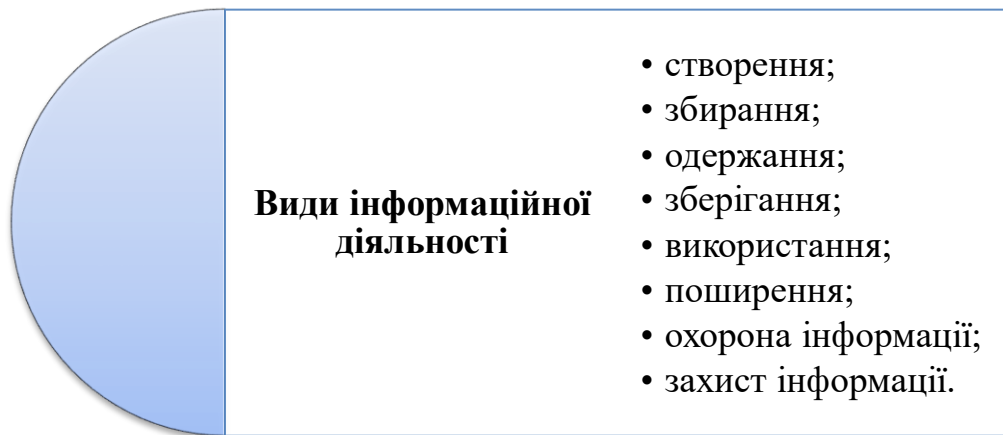 Види інформаційної
діяльності
• створення;
• збирання;
• одержання;
• зберігання;
• використання;
• поширення;
• охорона інформації;
• захист інформації.